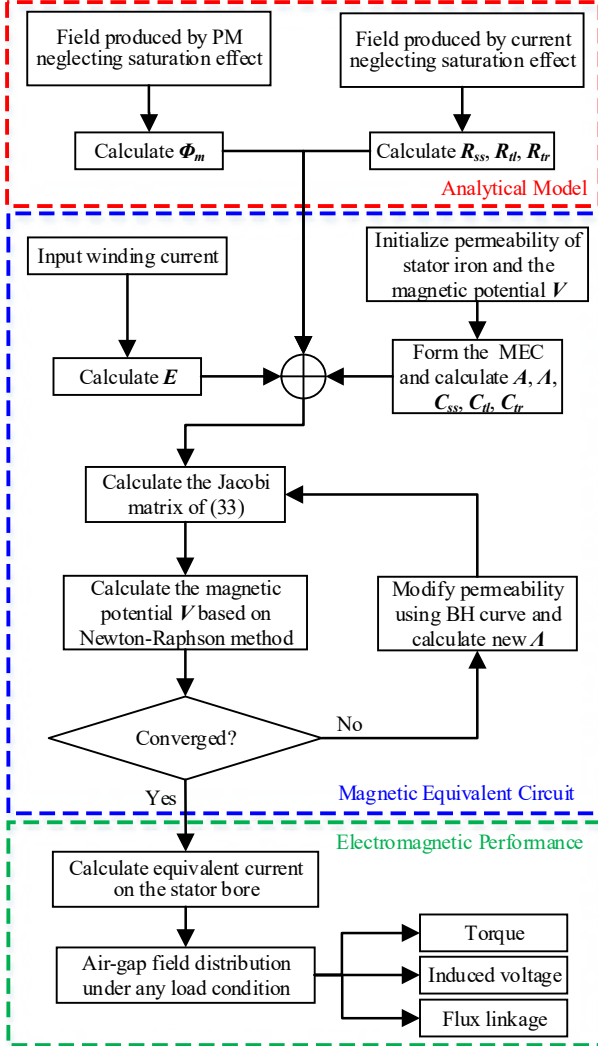 Field produced by PM
neglecting saturation effect
Field produced by current
neglecting saturation effect
Calculate Φm
Calculate Rss, Rtl, Rtr
Analytical Model
Input winding current
Initialize permeability of
stator iron and the
magnetic potential V
Calculate E
Form the MEC
and calculate A, Λ,
Css, Ctl, Ctr
Calculate the Jacobi
matrix of (33)
Calculate the magnetic
potential V based on
Newton-Raphson method
Modify permeability
using BH curve and
calculate new Λ
Converged?
No
Yes
Magnetic Equivalent Circuit
Electromagnetic Performance
Calculate equivalent current
on the stator bore
Air-gap field distribution
under any load condition
Torque
Induced voltage
Flux linkage